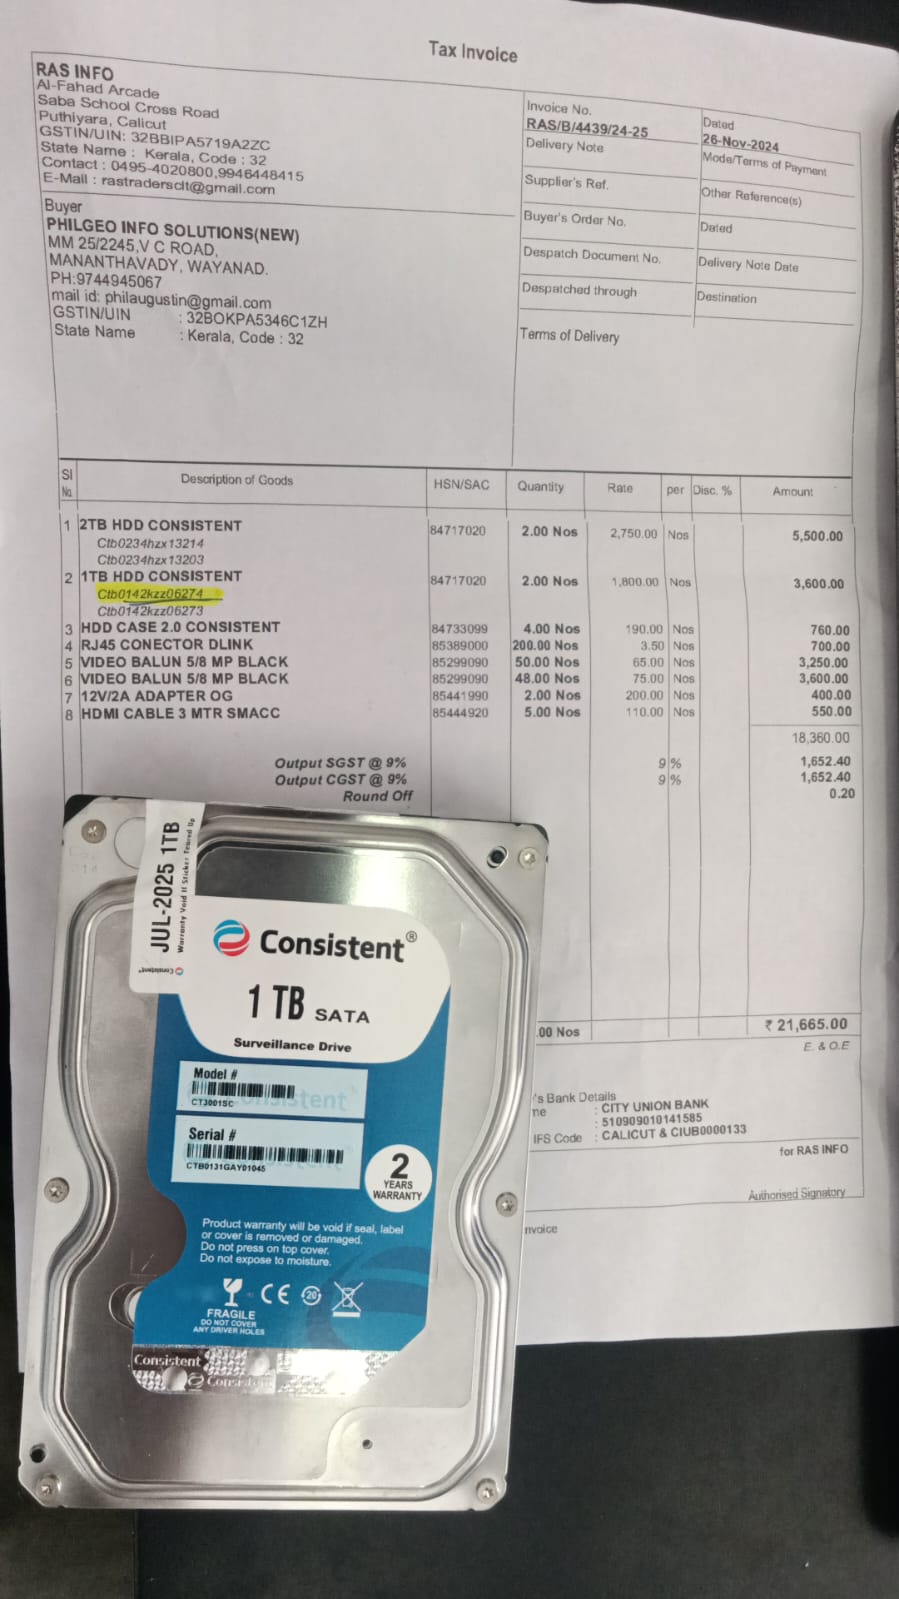 Tax Invoice
RAS INFO
Al-Fahad Arcade
Saba School Cross Road
Puthiyara, Calicut
GSTIN/UIN: 32BBIPA5719A2ZC
State Name : Kerala, Code : 32
Contact : 0495-4020800,9946448415
E-Mail : rastradersclt@gmail.com
Invoice No.
RAS/B/4439/24-25
Dated
26-Nov-2024
Delivery Note
Mode/Terms of Payment
Supplier's Ref.
Other Reference(s)
Buyer
PHILGEO INFO SOLUTIONS(NEW)
MM 25/2245,V C ROAD,
MANANTHAVADY, WAYANAD.
PH:9744945067
mail id: philaugustin@gmail.com
GSTIN/UIN : 32BOKPA5346C1ZH
State Name : Kerala, Code : 32
Buyer's Order No.
Dated
Despatch Document No.
Delivery Note Date
Despatched through
Destination
Terms of Delivery
Sl No. Description of Goods HSN/SAC Quantity Rate per Disc. % Amount
1 2TB HDD CONSISTENT 84717020 2.00 Nos 2,750.00 Nos 5,500.00
Ctb0234hzx13214
Ctb0234hzx13203
2 1TB HDD CONSISTENT 84717020 2.00 Nos 1,800.00 Nos 3,600.00
Ctb0142kzz06274
Ctb0142kzz06273
3 HDD CASE 2.0 CONSISTENT 84733099 4.00 Nos 190.00 Nos 760.00
4 RJ45 CONECTOR DLINK 85389000 200.00 Nos 3.50 Nos 700.00
5 VIDEO BALUN 5/8 MP BLACK 85299090 50.00 Nos 65.00 Nos 3,250.00
6 VIDEO BALUN 5/8 MP BLACK 85299090 48.00 Nos 75.00 Nos 3,600.00
7 12V/2A ADAPTER OG 85441990 2.00 Nos 200.00 Nos 400.00
8 HDMI CABLE 3 MTR SMACC 85444920 5.00 Nos 110.00 Nos 550.00
18,360.00
Output SGST @ 9% 9 % 1,652.40
Output CGST @ 9% 9 % 1,652.40
Round Off 0.20
.00 Nos ₹ 21,665.00
E. & O.E
's Bank Details
: CITY UNION BANK
: 510909010141585
IFS Code : CALICUT & CIUB0000133
for RAS INFO
Authorised Signatory
nvoice
JUL-2025 1TB
Warranty Void If Sticker Teared Up
Consistent
Consistent®
1 TB SATA
Surveillance Drive
Model #
CT3001SC
Serial #
CTB0131GAY01045
2
YEARS
WARRANTY
Product warranty will be void if seal, label
or cover is removed or damaged.
Do not press on top cover.
Do not expose to moisture.
CE 20
FRAGILE
DO NOT COVER
ANY DRIVER HOLES
Consistent
Consistent